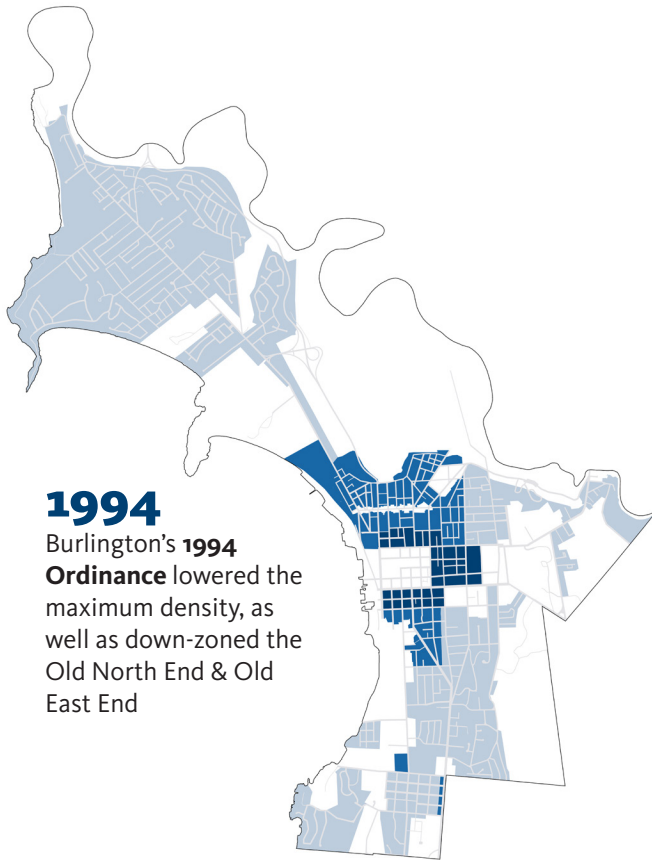 1994
Burlington's 1994
Ordinance lowered the
maximum density, as
well as down-zoned the
Old North End & Old
East End